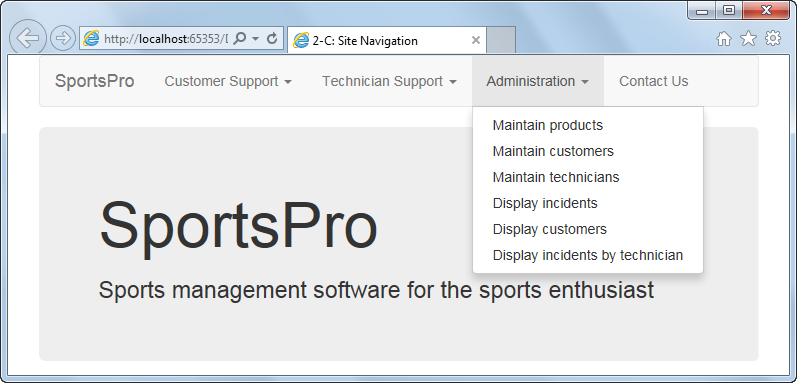 http://localhost:65353/
2-C: Site Navigation
SportsPro Customer Support Technician Support Administration Contact Us
Maintain products
Maintain customers
Maintain technicians
Display incidents
Display customers
Display incidents by technician
SportsPro
Sports management software for the sports enthusiast